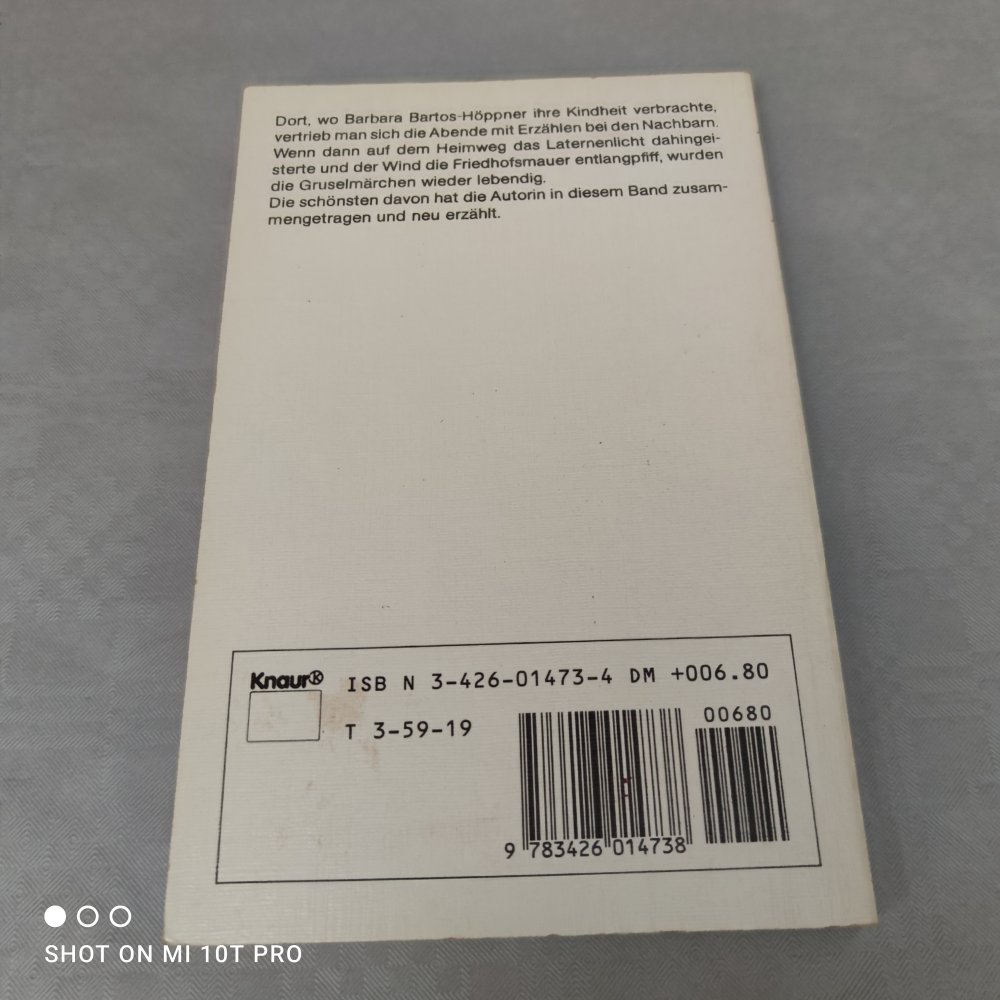 Dort, wo Barbara Bartos-Höppner ihre Kindheit verbrachte,
vertrieb man sich die Abende mit Erzählen bei den Nachbarn.
Wenn dann auf dem Heimweg das Laternenlicht dahingei-
sterte und der Wind die Friedhofsmauer entlangpfiff, wurden
die Gruselmärchen wieder lebendig.
Die schönsten davon hat die Autorin in diesem Band zusam-
mengetragen und neu erzählt.
Knaur®
ISB N 3-426-01473-4 DM +006.80
T 3-59-19
00680
9 783426 014738
SHOT ON MI 10T PRO